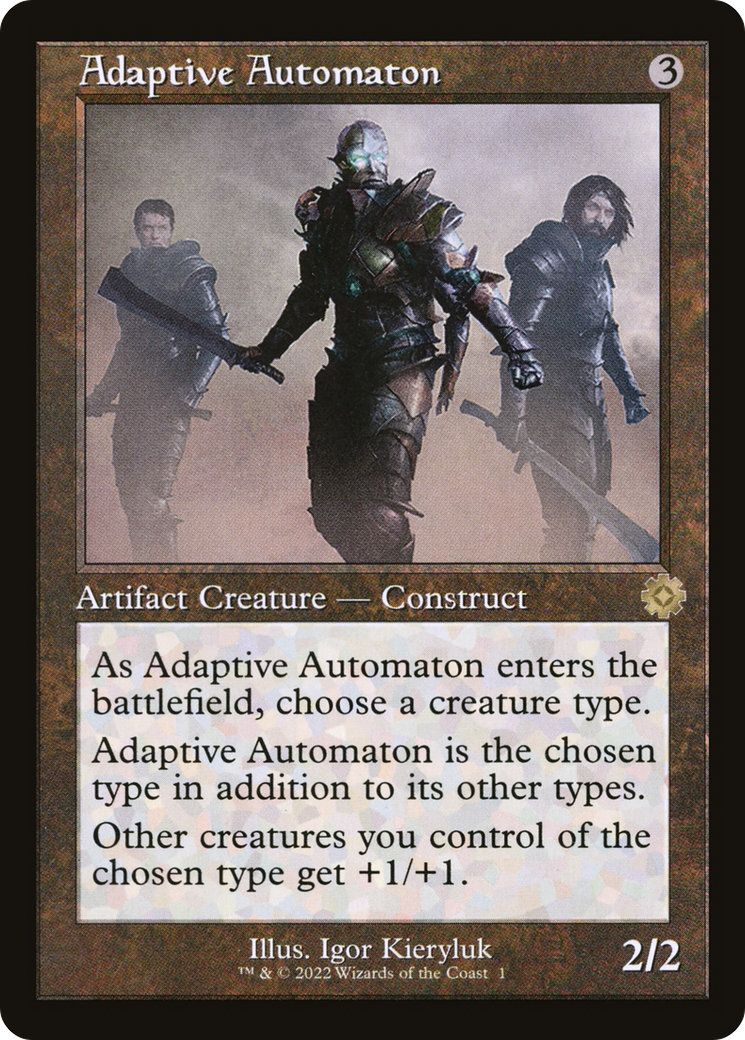 Adaptive Automaton 3
Artifact Creature — Construct
As Adaptive Automaton enters the
battlefield, choose a creature type.
Adaptive Automaton is the chosen
type in addition to its other types.
Other creatures you control of the
chosen type get +1/+1.
Illus. Igor Kieryluk
™ & © 2022 Wizards of the Coast 1
2/2